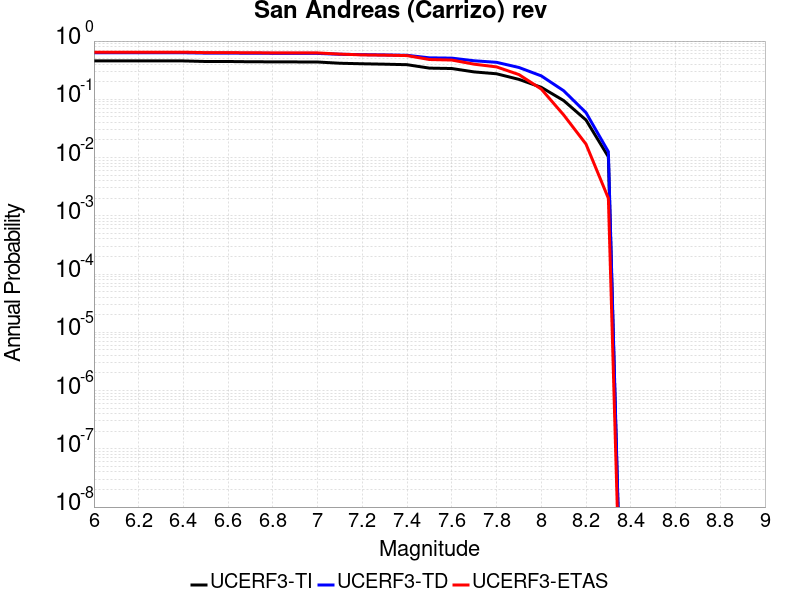 San Andreas (Carrizo) rev
10^0
10^-1
10^-2
10^-3
10^-4
10^-5
10^-6
10^-7
10^-8
Annual Probability
6 6.2 6.4 6.6 6.8 7 7.2 7.4 7.6 7.8 8 8.2 8.4 8.6 8.8 9
Magnitude
UCERF3-TI UCERF3-TD UCERF3-ETAS